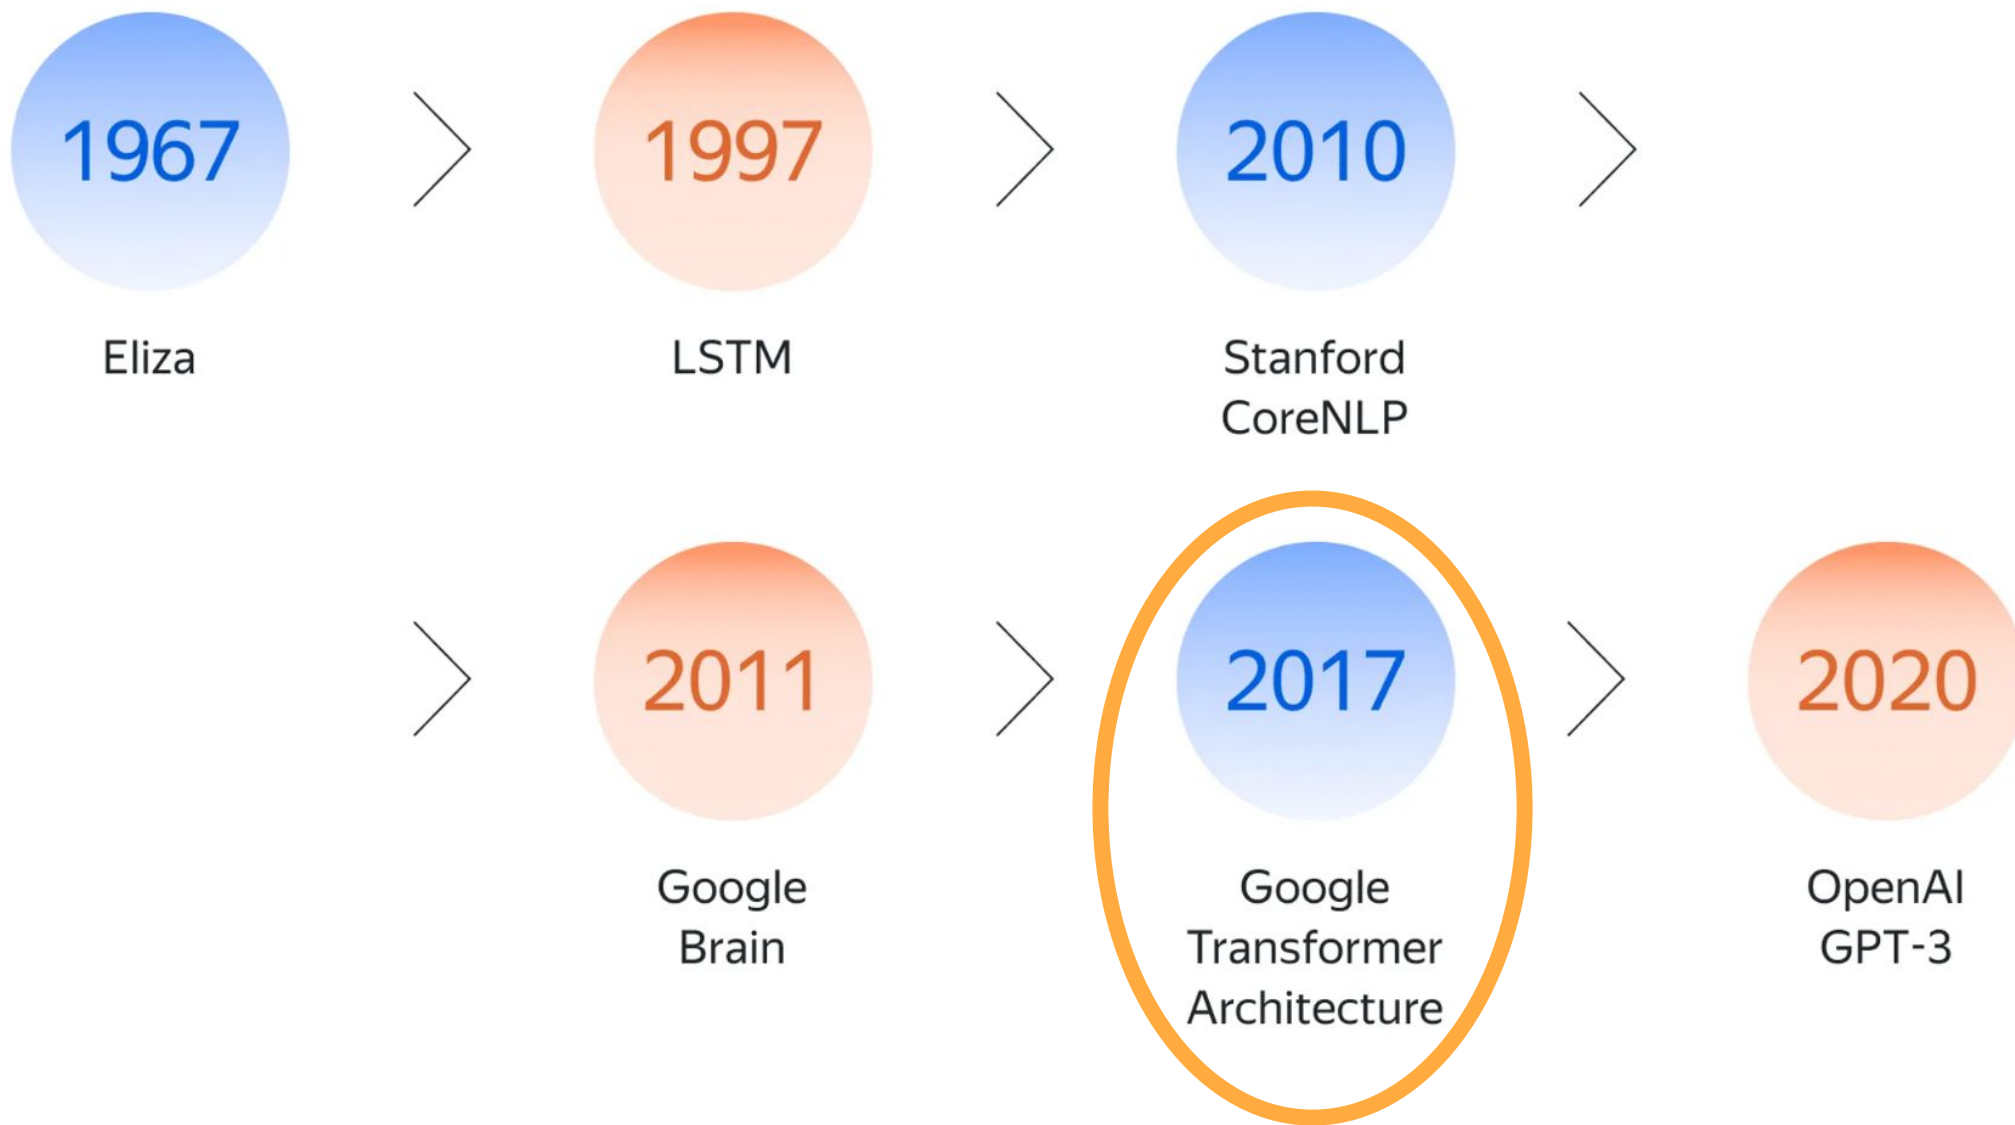 1967
Eliza
1997
LSTM
2010
Stanford
CoreNLP
2011
Google
Brain
2017
Google
Transformer
Architecture
2020
OpenAI
GPT-3